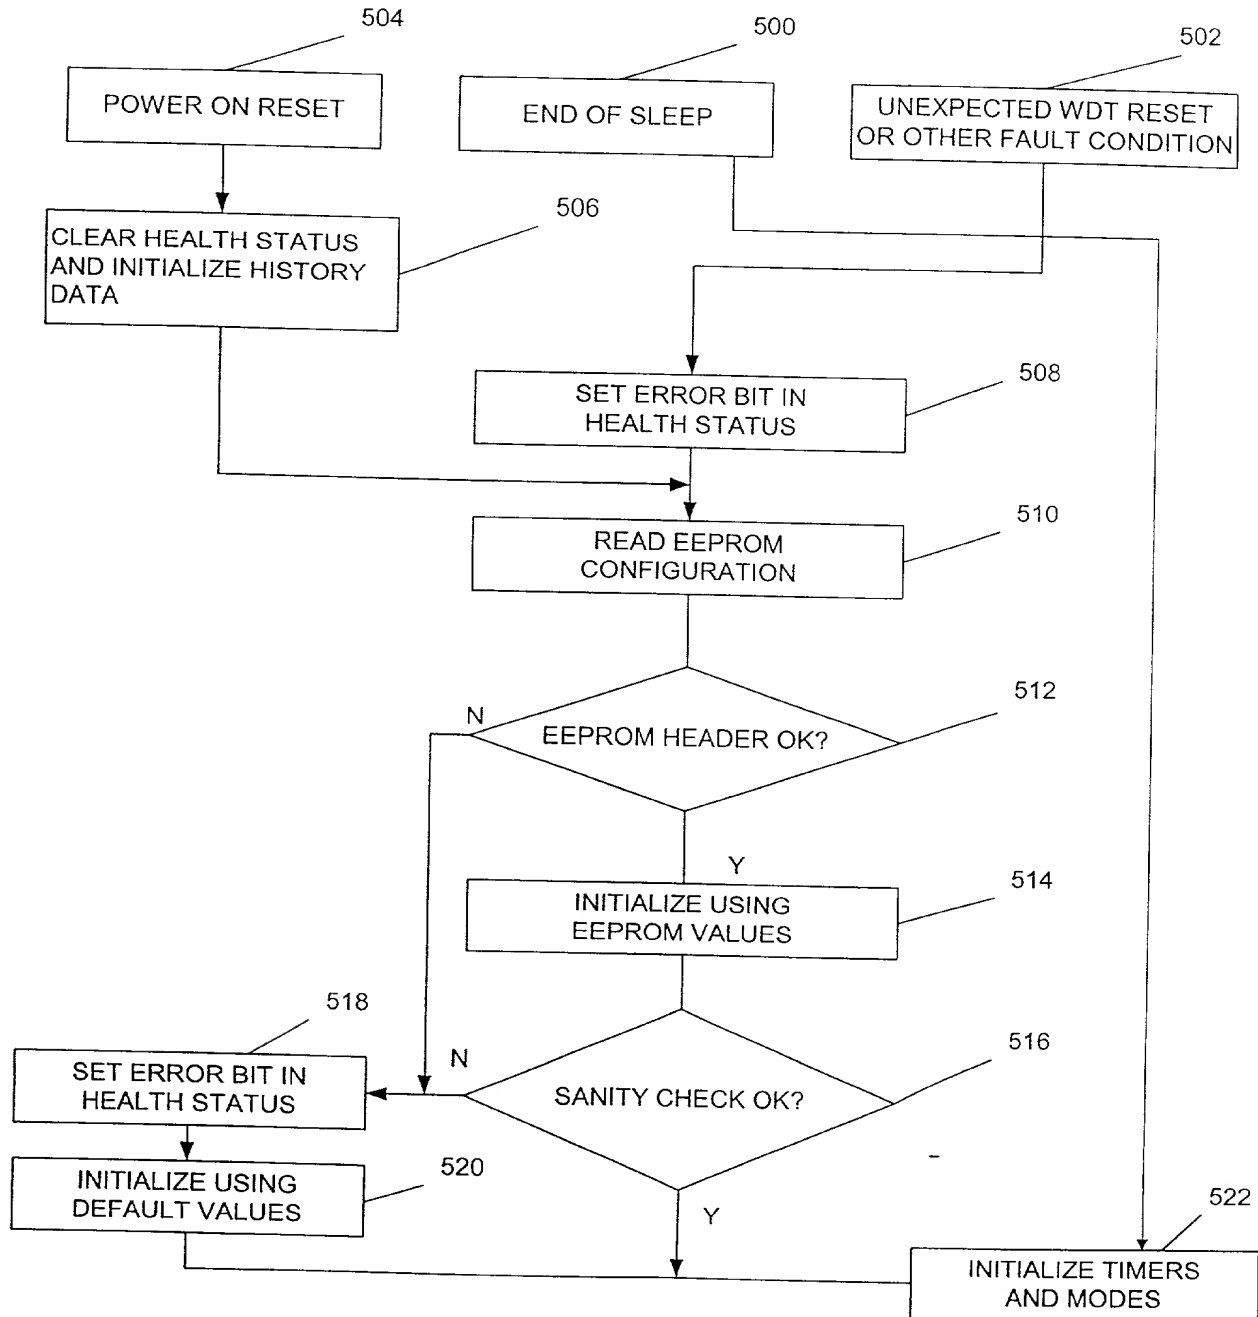 504
500
502
POWER ON RESET
END OF SLEEP
UNEXPECTED WDT RESET
OR OTHER FAULT CONDITION
506
CLEAR HEALTH STATUS
AND INITIALIZE HISTORY
DATA
508
SET ERROR BIT IN
HEALTH STATUS
510
READ EEPROM
CONFIGURATION
512
N
EEPROM HEADER OK?
Y
514
INITIALIZE USING
EEPROM VALUES
518
516
N
SET ERROR BIT IN
HEALTH STATUS
SANITY CHECK OK?
520
INITIALIZE USING
DEFAULT VALUES
Y
522
INITIALIZE TIMERS
AND MODES